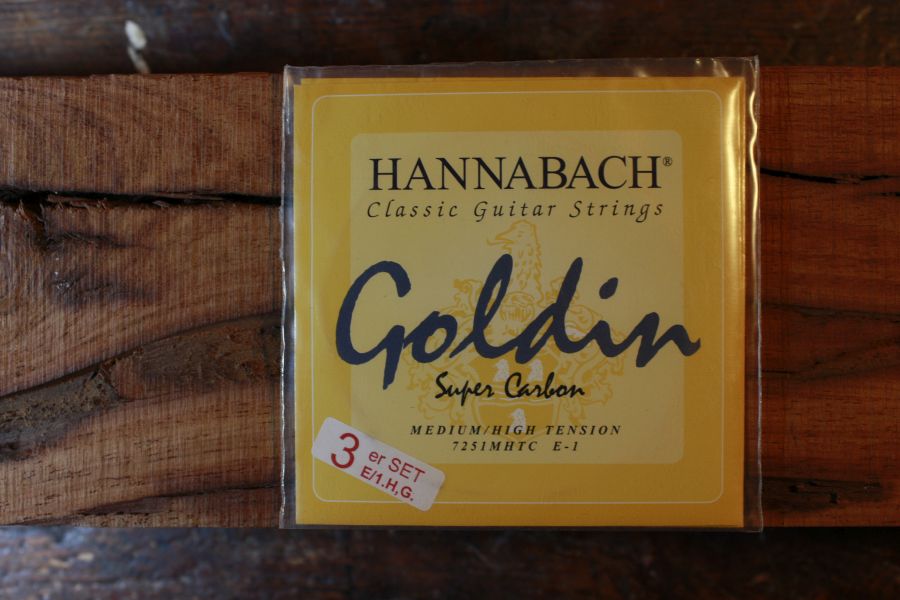 HANNABACH®
Classic Guitar Strings
Goldin
Super Carbon
MEDIUM/HIGH TENSION
7251MHTC E-1
3 er SET
E/1.H,G.